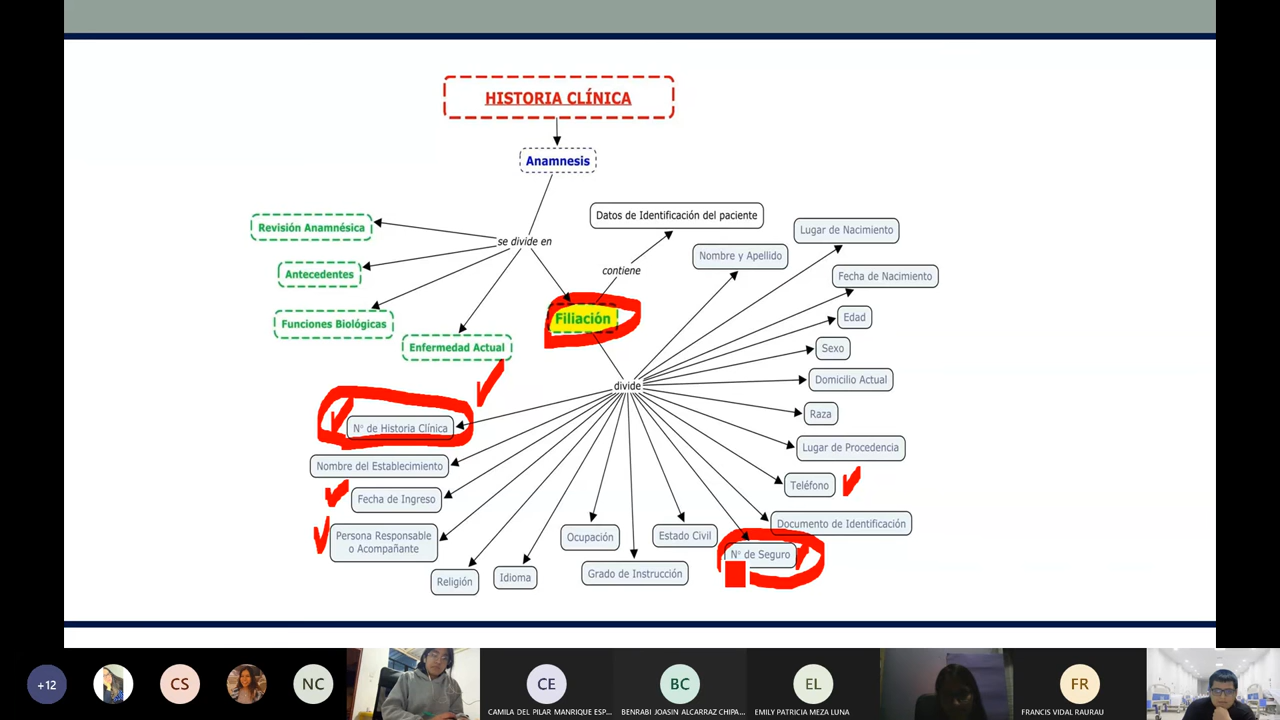 HISTORIA CLÍNICA
Anamnesis
Datos de Identificación del paciente
Revisión Anamnésica
se divide en
Lugar de Nacimiento
Nombre y Apellido
contiene
Antecedentes
Fecha de Nacimiento
Filiación
Funciones Biológicas
Edad
Enfermedad Actual
Sexo
divide
Domicilio Actual
Raza
N° de Historia Clínica
Lugar de Procedencia
Nombre del Establecimiento
Teléfono
Fecha de Ingreso
Documento de Identificación
Persona Responsable
o Acompañante
Ocupación
Estado Civil
N° de Seguro
Religión
Idioma
Grado de Instrucción
+12
CS
NC
CE
BC
EL
FR
CAMILA DEL PILAR MANRIQUE ESP...
BENRABI JOASIN ALCARRAZ CHIPA...
EMILY PATRICIA MEZA LUNA
FRANCIS VIDAL RAURAU